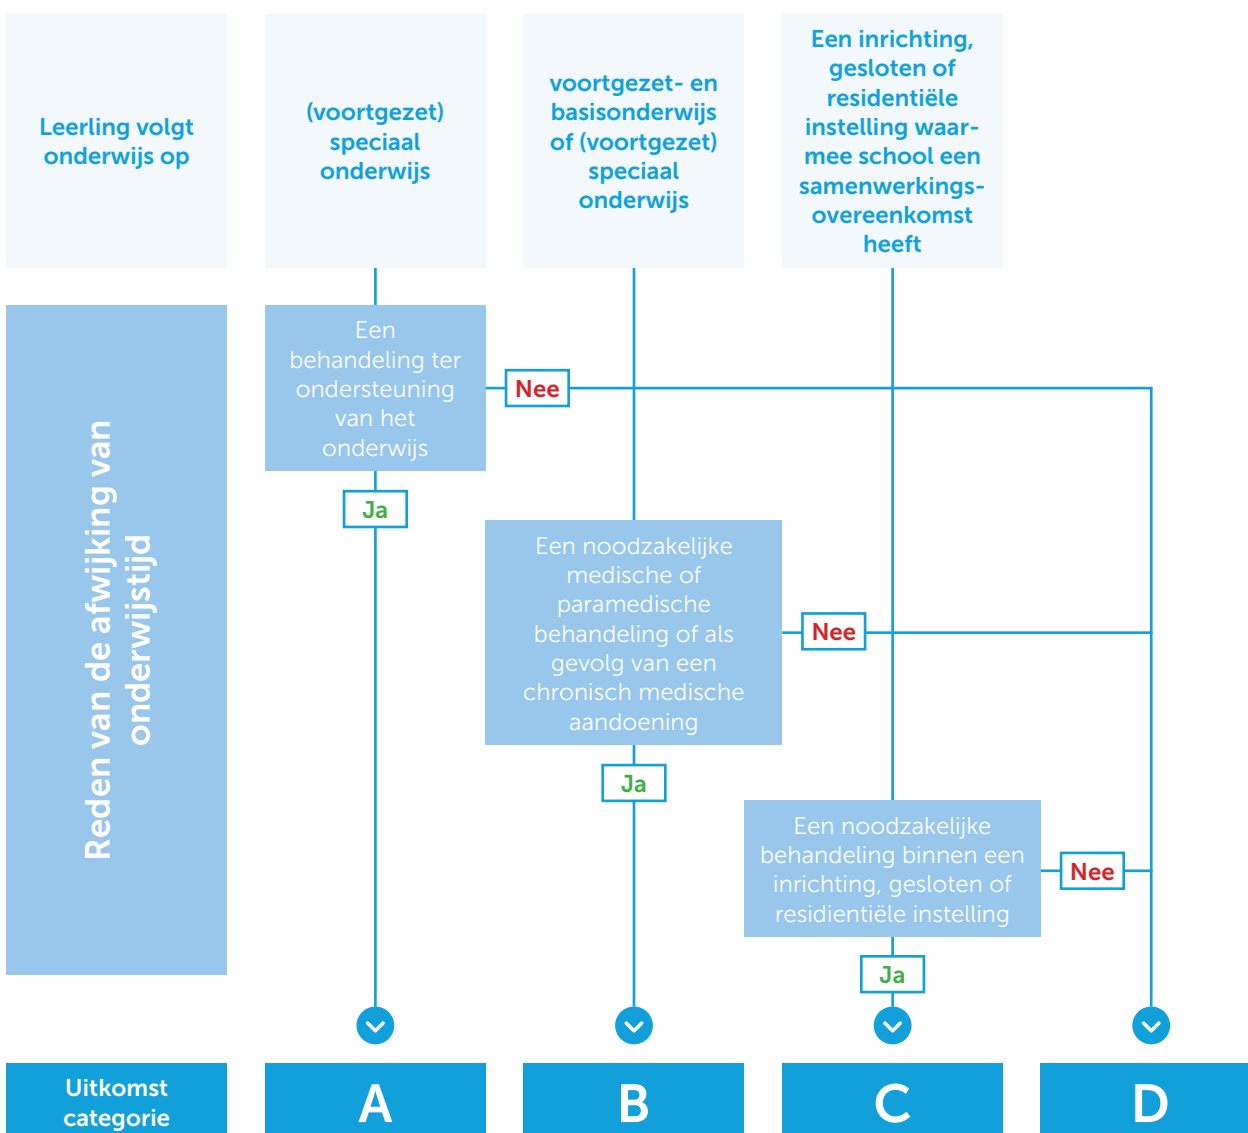 Leerling volgt
onderwijs op
(voortgezet)
speciaal
onderwijs
voortgezet- en
basisonderwijs
of (voortgezet)
speciaal
onderwijs
Een inrichting,
gesloten of
residentiële
instelling waar-
mee school een
samenwerkings-
overeenkomst
heeft
Reden van de afwijking van
onderwijstijd
Een
behandeling ter
ondersteuning
van het
onderwijs
Nee
Ja
Een noodzakelijke
medische of
paramedische
behandeling of als
gevolg van een
chronisch medische
aandoening
Nee
Ja
Een noodzakelijke
behandeling binnen een
inrichting, gesloten of
residientiële instelling
Nee
Ja
Uitkomst
categorie
A
B
C
D